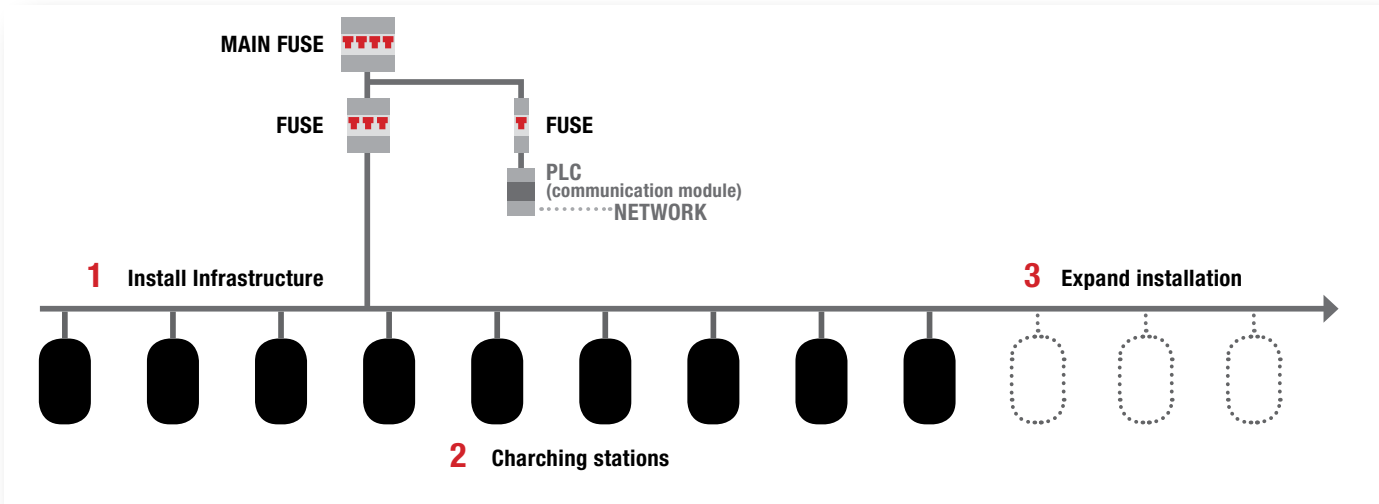 MAIN FUSE
FUSE
FUSE
PLC
(communication module)
NETWORK
1 Install Infrastructure
3 Expand installation
2 Charching stations